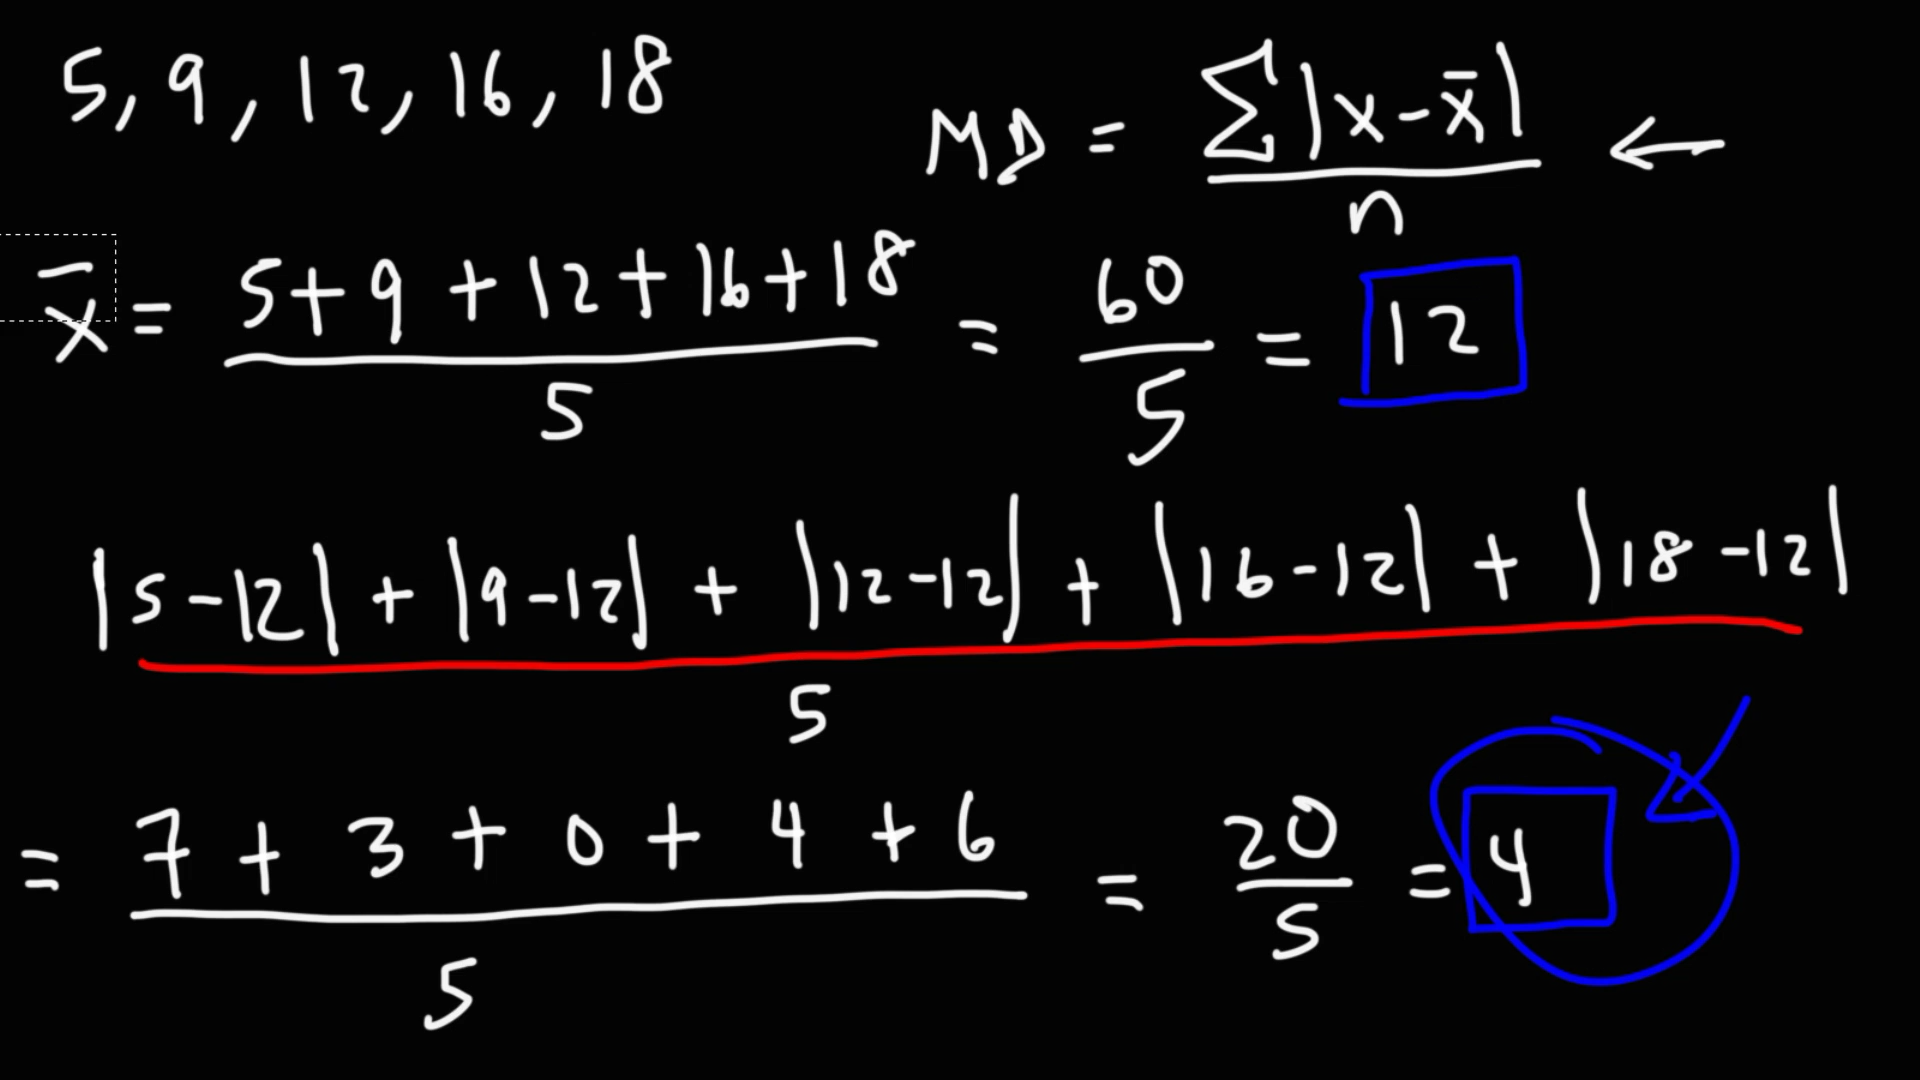 5, 9, 12, 16, 18
MD = Σ|x - x̄| / n ←
x̄ = (5 + 9 + 12 + 16 + 18) / 5 = 60 / 5 = 12
(|5 - 12| + |9 - 12| + |12 - 12| + |16 - 12| + |18 - 12|) / 5
= (7 + 3 + 0 + 4 + 6) / 5 = 20 / 5 = 4